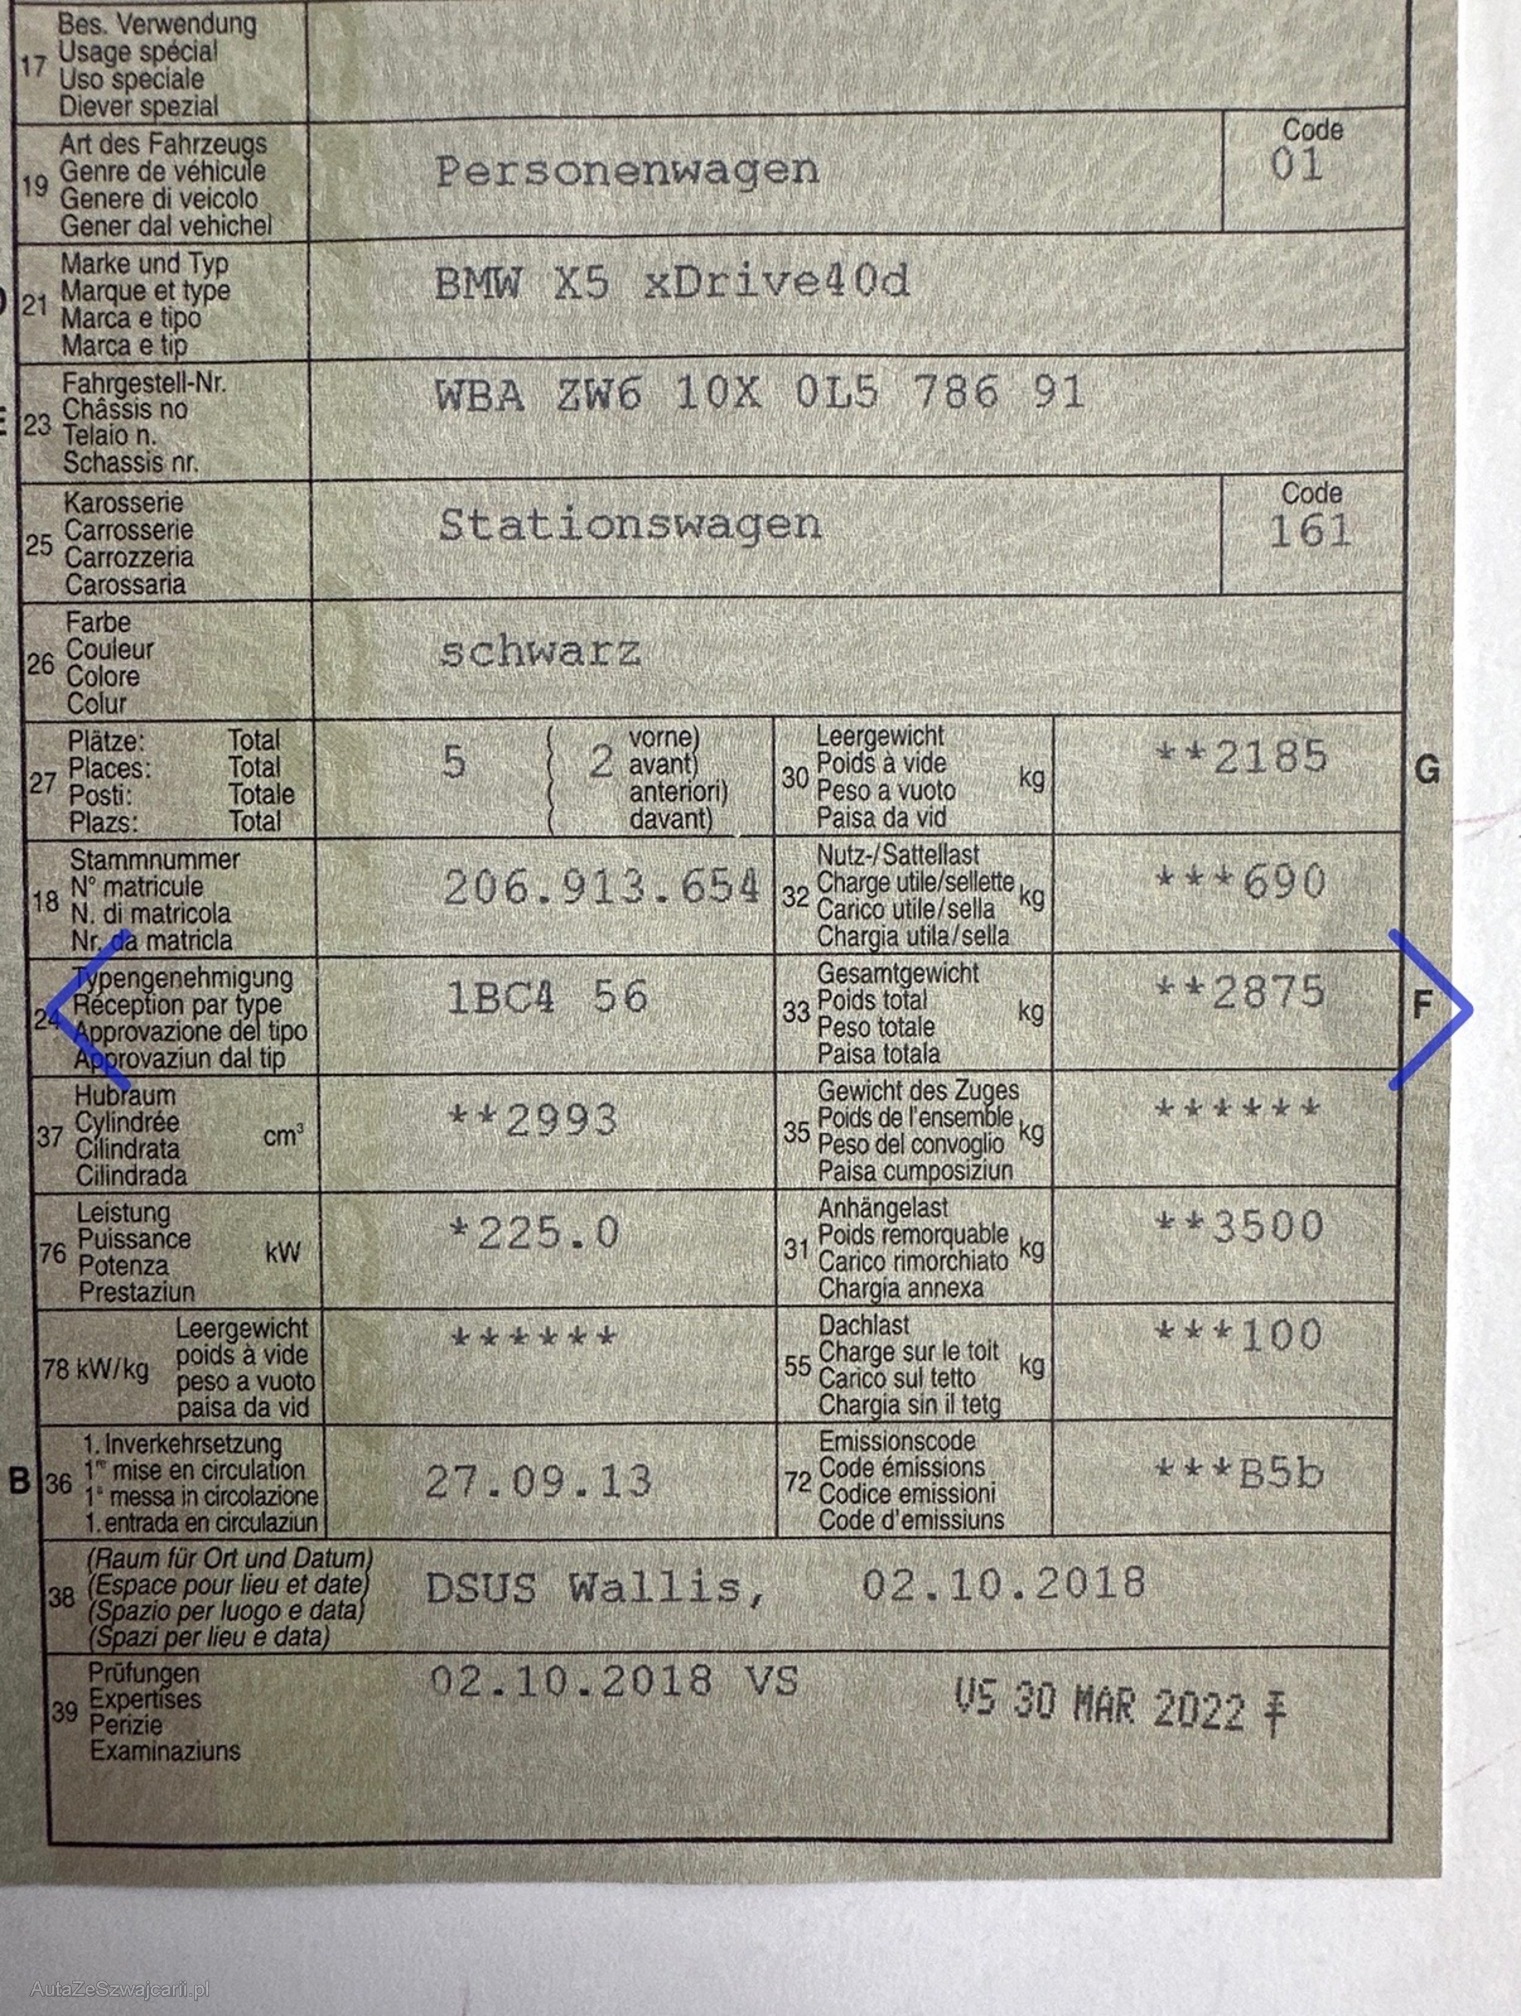 17 Bes. Verwendung
Usage spécial
Uso speciale
Diever spezial
19 Art des Fahrzeugs
Genre de véhicule
Genere di veicolo
Gener dal vehichel
Personenwagen
Code
01
21 Marke und Typ
Marque et type
Marca e tipo
Marca e tip
BMW X5 xDrive40d
23 Fahrgestell-Nr.
Châssis no
Telaio n.
Schassis nr.
WBA ZW6 10X 0L5 786 91
25 Karosserie
Carrosserie
Carrozzeria
Carossaria
Stationswagen
Code
161
26 Farbe
Couleur
Colore
Colur
schwarz
27 Plätze: Total
Places: Total
Posti: Totale
Plazs: Total
5 ( 2 vorne)
( avant)
( anteriori)
( davant)
30 Leergewicht
Poids à vide kg
Peso a vuoto
Paisa da vid
**2185
G
18 Stammnummer
N° matricule
N. di matricola
Nr. da matricla
206.913.654
32 Nutz-/Sattellast
Charge utile/sellette kg
Carico utile/sella
Chargia utila/sella
***690
24 Typengenehmigung
Réception par type
Approvazione del tipo
Approvaziun dal tip
1BC4 56
33 Gesamtgewicht
Poids total kg
Peso totale
Paisa totala
**2875
F
37 Hubraum
Cylindrée cm³
Cilindrata
Cilindrada
**2993
35 Gewicht des Zuges
Poids de l'ensemble kg
Peso del convoglio
Paisa cumposiziun
******
76 Leistung
Puissance kW
Potenza
Prestaziun
*225.0
31 Anhängelast
Poids remorquable kg
Carico rimorchiato
Chargia annexa
**3500
78 kW/kg Leergewicht
poids à vide
peso a vuoto
paisa da vid
******
55 Dachlast
Charge sur le toit kg
Carico sul tetto
Chargia sin il tetg
***100
B 36 1. Inverkehrsetzung
1re mise en circulation
1a messa in circolazione
1. entrada en circulaziun
27.09.13
72 Emissionscode
Code émissions
Codice emissioni
Code d'emissiuns
***B5b
38 (Raum für Ort und Datum)
(Espace pour lieu et date)
(Spazio per luogo e data)
(Spazi per lieu e data)
DSUS Wallis, 02.10.2018
39 Prüfungen
Expertises
Perizie
Examinaziuns
02.10.2018 VS
VS 30 MAR 2022
AutaZeSzwajcarii.pl